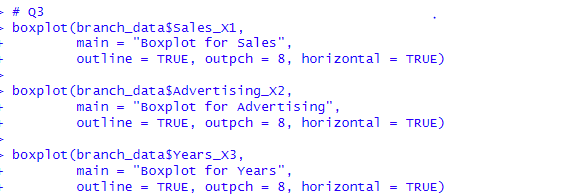 > # Q3
> boxplot(branch_data$Sales_X1,
+         main = "Boxplot for Sales",
+         outline = TRUE, outpch = 8, horizontal = TRUE)
>
> boxplot(branch_data$Advertising_X2,
+         main = "Boxplot for Advertising",
+         outline = TRUE, outpch = 8, horizontal = TRUE)
>
> boxplot(branch_data$Years_X3,
+         main = "Boxplot for Years",
+         outline = TRUE, outpch = 8, horizontal = TRUE)